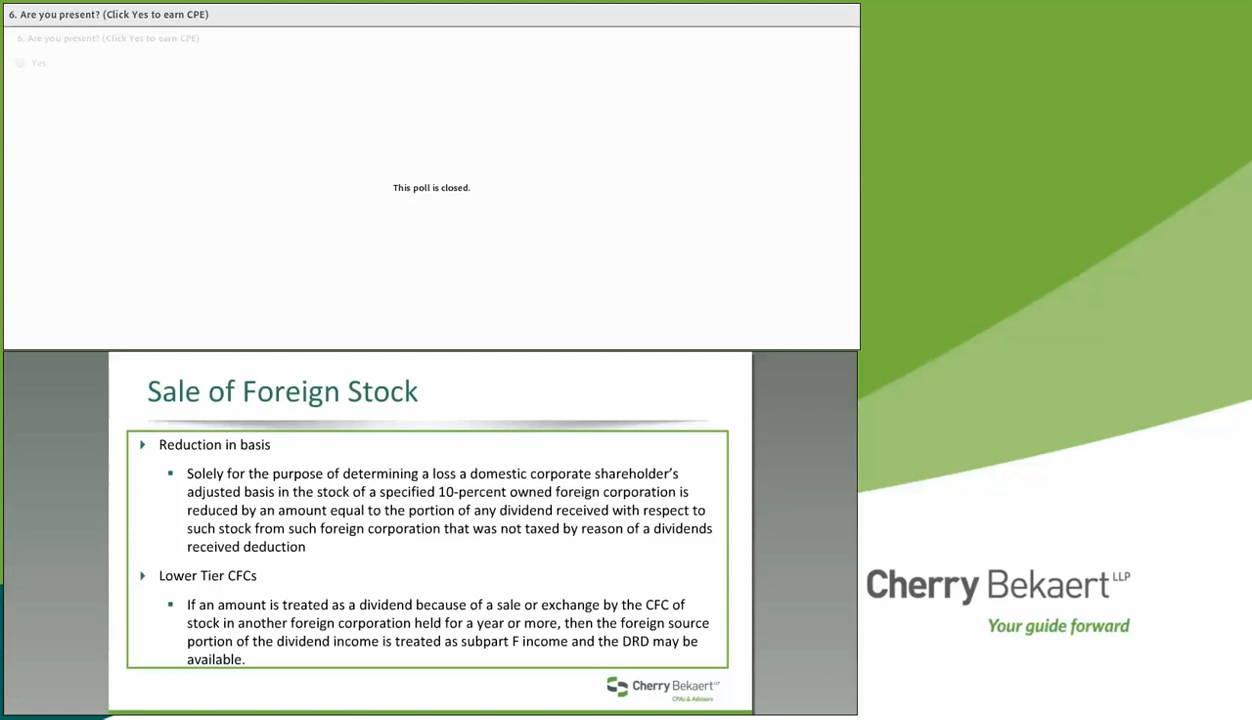 6. Are you present? (Click Yes to earn CPE)
6. Are you present? (Click Yes to earn CPE)
Yes
This poll is closed.
Sale of Foreign Stock
Reduction in basis
Solely for the purpose of determining a loss a domestic corporate shareholder's
adjusted basis in the stock of a specified 10-percent owned foreign corporation is
reduced by an amount equal to the portion of any dividend received with respect to
such stock from such foreign corporation that was not taxed by reason of a dividends
received deduction
Lower Tier CFCs
If an amount is treated as a dividend because of a sale or exchange by the CFC of
stock in another foreign corporation held for a year or more, then the foreign source
portion of the dividend income is treated as subpart F income and the DRD may be
available.
Cherry Bekaert LLP
CPAs & Advisors
Cherry Bekaert LLP
Your guide forward